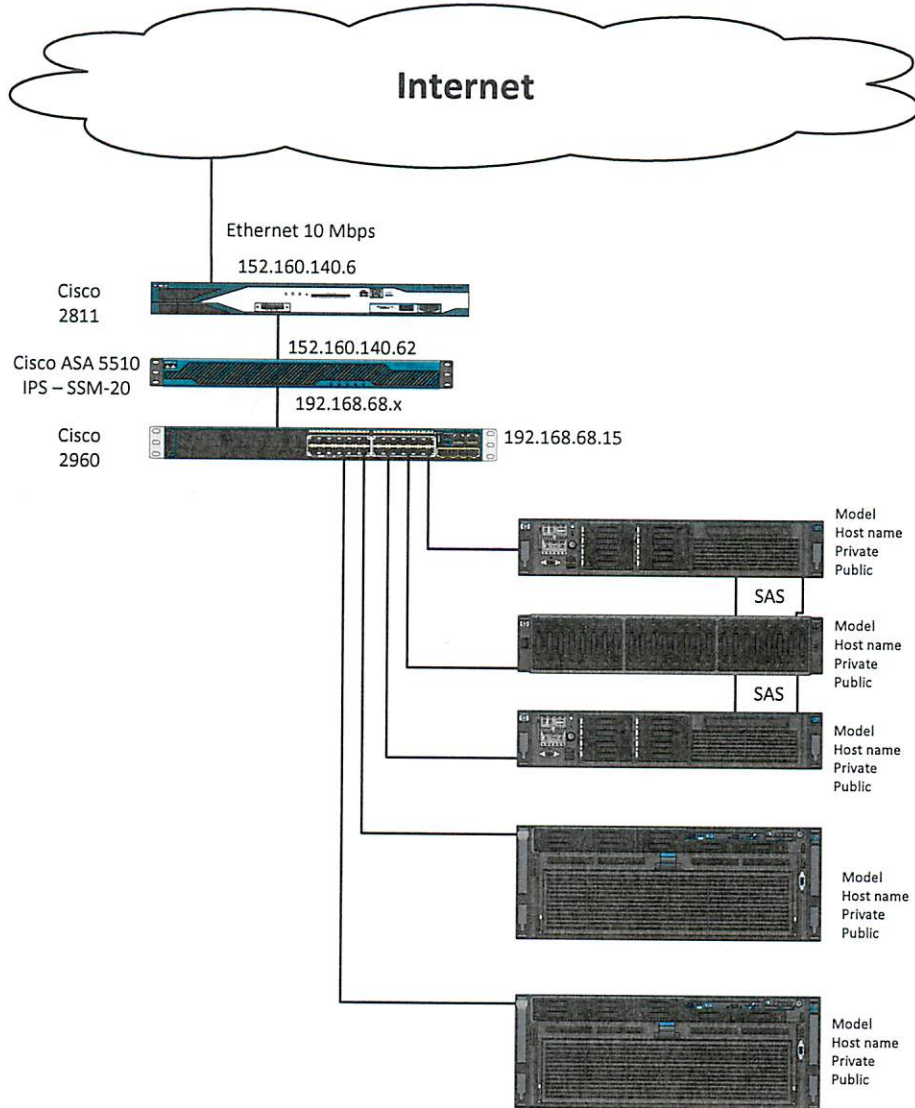 Internet
Ethernet 10 Mbps
152.160.140.6
Cisco
2811
152.160.140.62
Cisco ASA 5510
IPS – SSM-20
192.168.68.x
Cisco
2960
192.168.68.15
Model
Host name
Private
Public
SAS
Model
Host name
Private
Public
SAS
Model
Host name
Private
Public
Model
Host name
Private
Public
Model
Host name
Private
Public